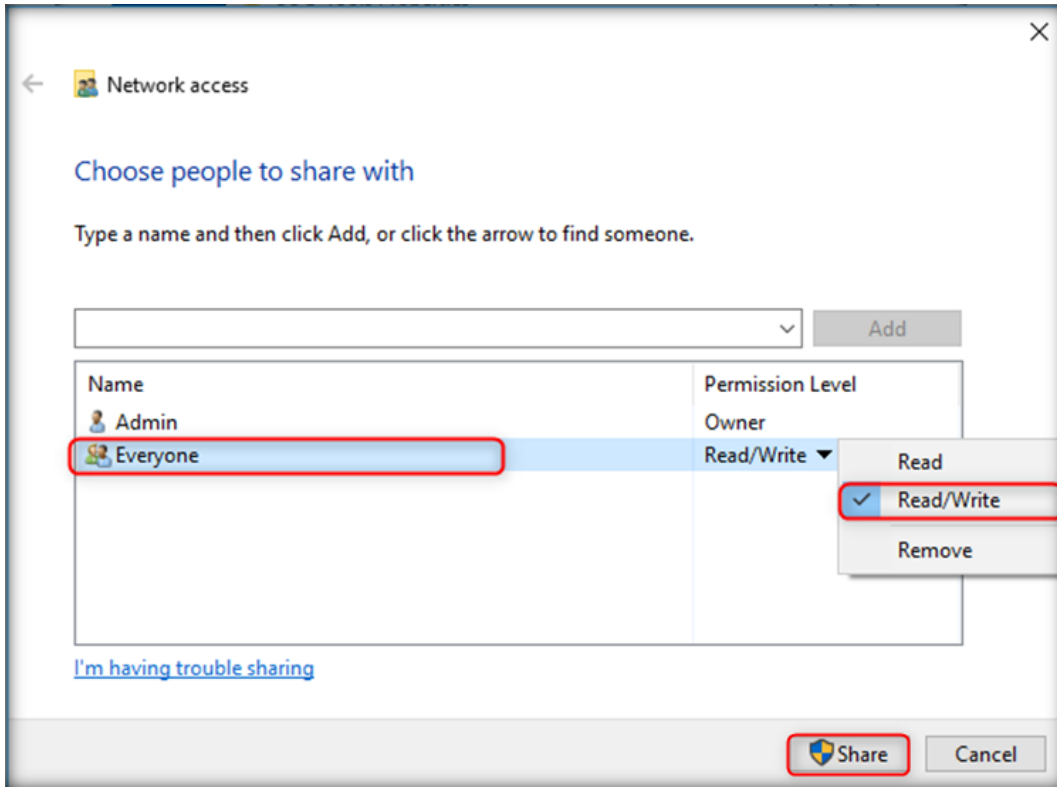 Network access
Choose people to share with
Type a name and then click Add, or click the arrow to find someone.
Add
Name Permission Level
Admin Owner
Everyone Read/Write
Read
Read/Write
Remove
I'm having trouble sharing
Share Cancel